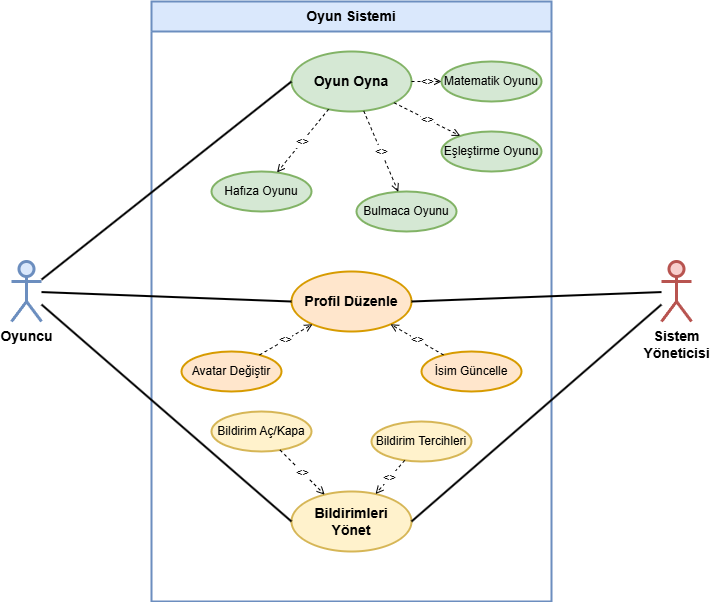 Oyun Sistemi
Oyun Oyna
<>
Matematik Oyunu
<>
Eşleştirme Oyunu
<>
<>
Hafıza Oyunu
Bulmaca Oyunu
Oyuncu
Profil Düzenle
Sistem
Yöneticisi
<>
<>
Avatar Değiştir
İsim Güncelle
Bildirim Aç/Kapa
Bildirim Tercihleri
<>
<>
Bildirimleri
Yönet